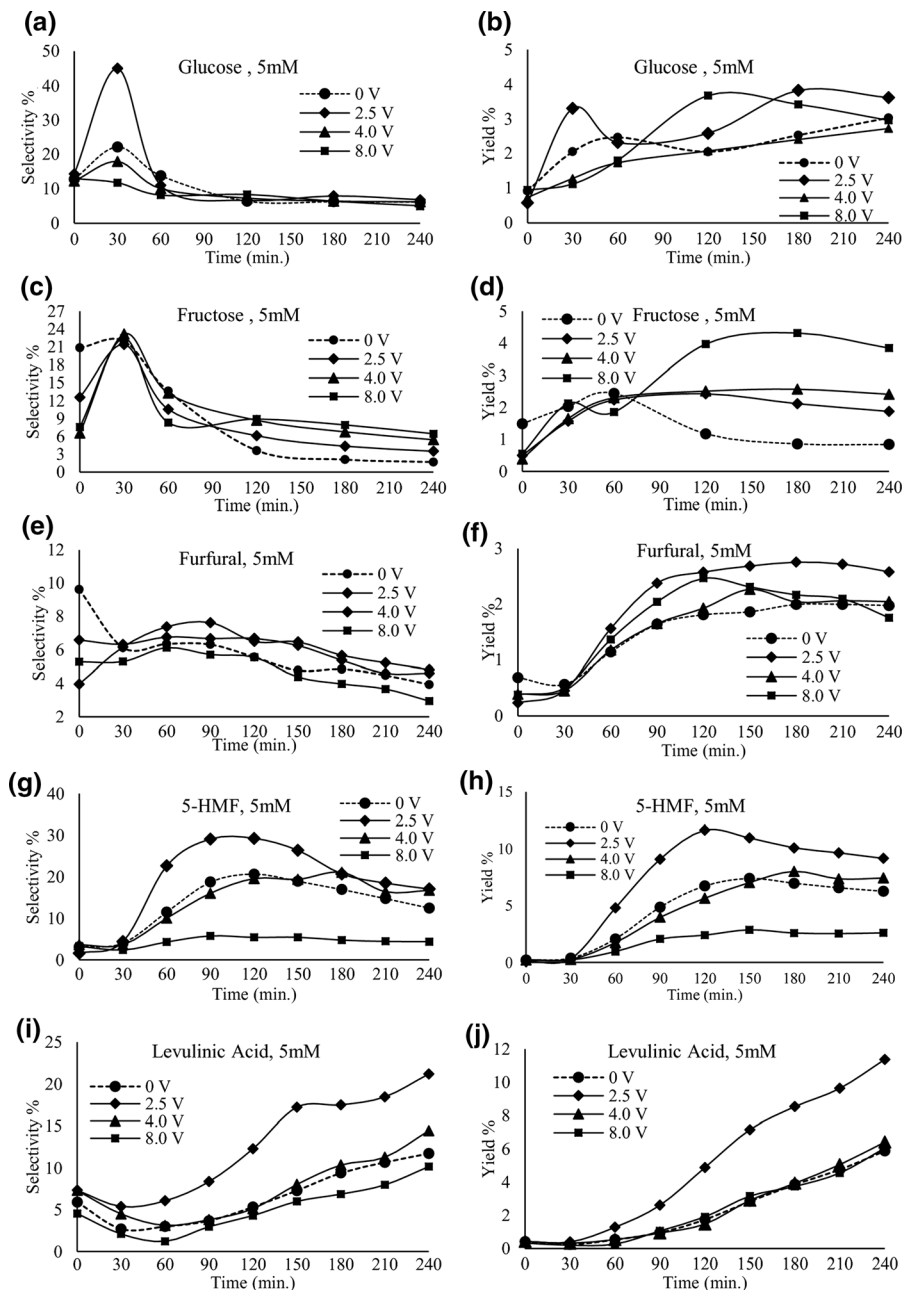 (a)
Glucose , 5mM
Selectivity %
50
40
30
20
10
0
0 V
2.5 V
4.0 V
8.0 V
0 30 60 90 120 150 180 210 240
Time (min.)
(b)
Glucose , 5mM
Yield %
5
4
3
2
1
0
0 V
2.5 V
4.0 V
8.0 V
0 30 60 90 120 150 180 210 240
Time (min.)
(c)
Fructose , 5mM
Selectivity %
27
24
21
18
15
12
9
6
3
0
0 V
2.5 V
4.0 V
8.0 V
0 30 60 90 120 150 180 210 240
Time (min.)
(d)
Fructose , 5mM
Yield %
5
4
3
2
1
0
0 V
2.5 V
4.0 V
8.0 V
0 30 60 90 120 150 180 210 240
Time (min.)
(e)
Furfural, 5mM
Selectivity %
12
10
8
6
4
2
0 V
2.5 V
4.0 V
8.0 V
0 30 60 90 120 150 180 210 240
Time (min.)
(f)
Furfural, 5mM
Yield %
3
2
1
0
0 V
2.5 V
4.0 V
8.0 V
0 30 60 90 120 150 180 210 240
Time (min.)
(g)
5-HMF, 5mM
Selectivity %
40
30
20
10
0
0 V
2.5 V
4.0 V
8.0 V
0 30 60 90 120 150 180 210 240
Time (min.)
(h)
5-HMF, 5mM
Yield %
15
10
5
0
0 V
2.5 V
4.0 V
8.0 V
0 30 60 90 120 150 180 210 240
Time (min.)
(i)
Levulinic Acid, 5mM
Selectivity %
25
20
15
10
5
0
0 V
2.5 V
4.0 V
8.0 V
0 30 60 90 120 150 180 210 240
Time (min.)
(j)
Levulinic Acid, 5mM
Yield %
12
10
8
6
4
2
0
0 V
2.5 V
4.0 V
8.0 V
0 30 60 90 120 150 180 210 240
Time (min.)